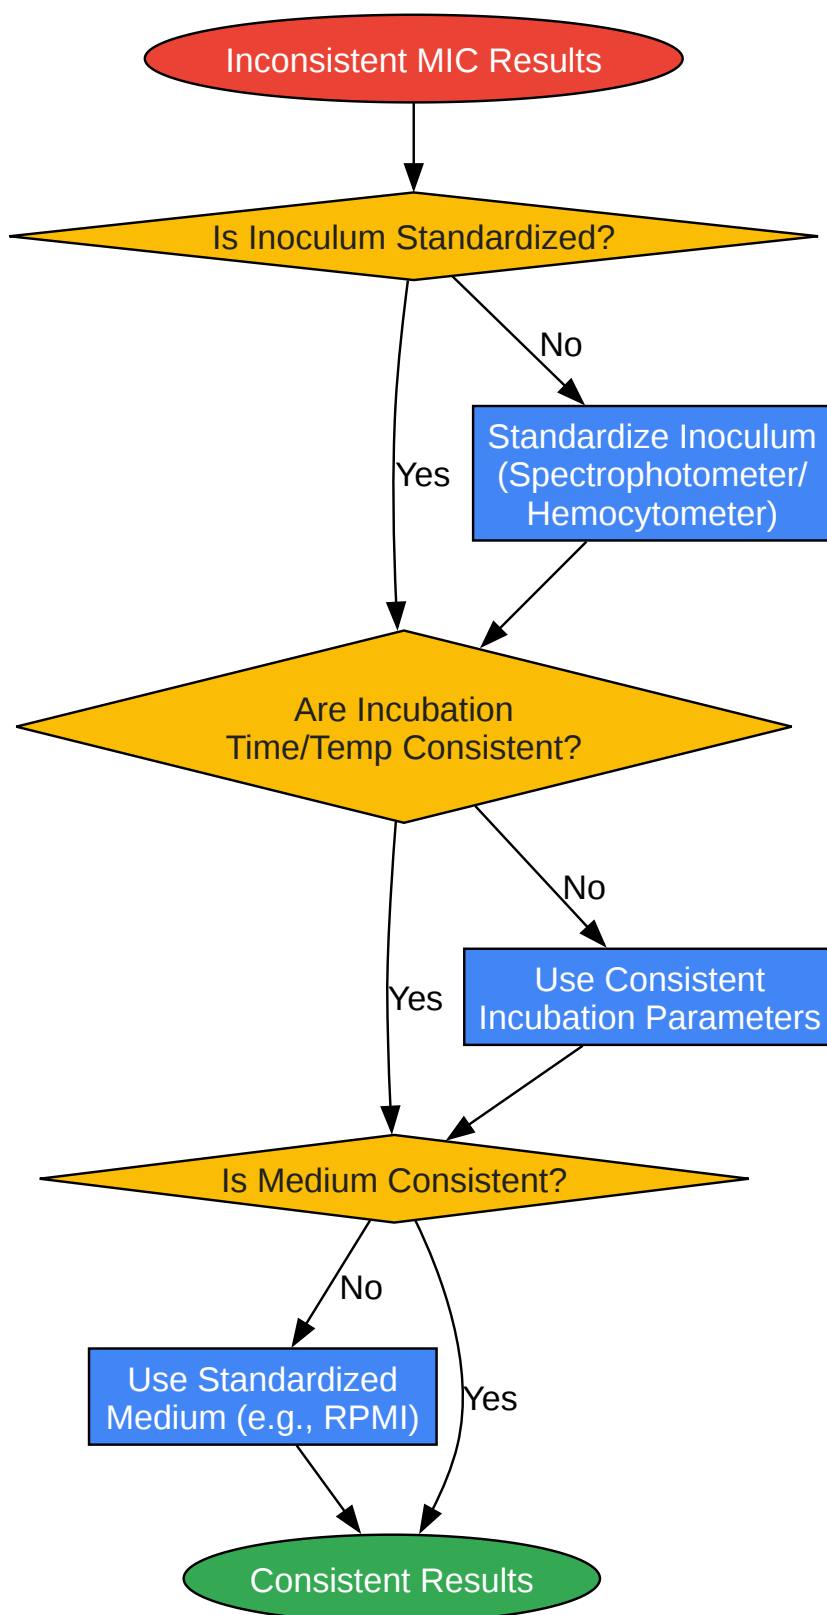 Inconsistent MIC Results
Is Inoculum Standardized?
No
Standardize Inoculum
(Spectrophotometer/
Hemocytometer)
Yes
Are Incubation
Time/Temp Consistent?
No
Use Consistent
Incubation Parameters
Yes
Is Medium Consistent?
No
Use Standardized
Medium (e.g., RPMI)
Yes
Consistent Results